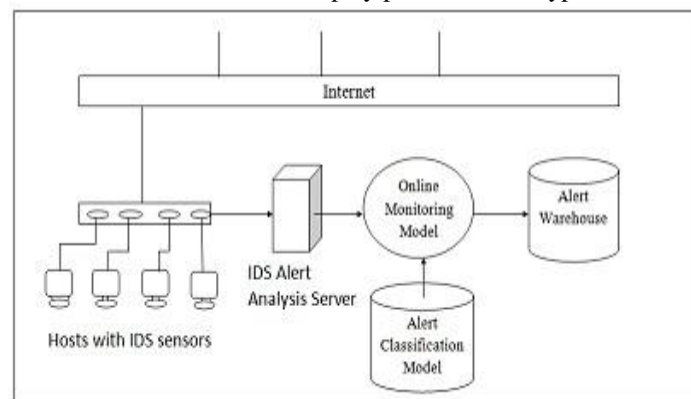 Internet
Online
Monitoring
Model
Alert
Warehouse
IDS Alert
Analysis Server
Hosts with IDS sensors
Alert
Classification
Model